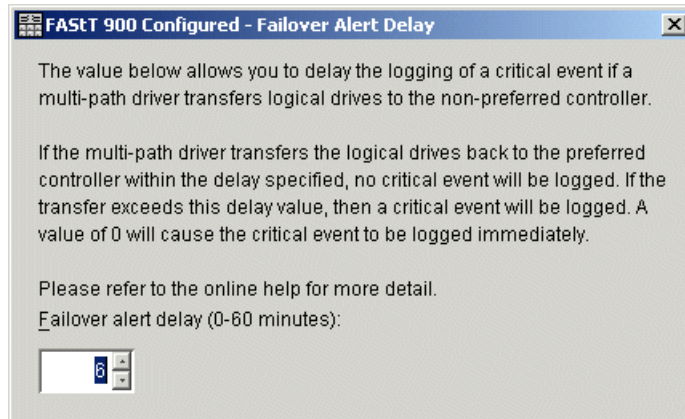 FAStT 900 Configured - Failover Alert Delay
The value below allows you to delay the logging of a critical event if a
multi-path driver transfers logical drives to the non-preferred controller.
If the multi-path driver transfers the logical drives back to the preferred
controller within the delay specified, no critical event will be logged. If the
transfer exceeds this delay value, then a critical event will be logged. A
value of 0 will cause the critical event to be logged immediately.
Please refer to the online help for more detail.
Failover alert delay (0-60 minutes):
6